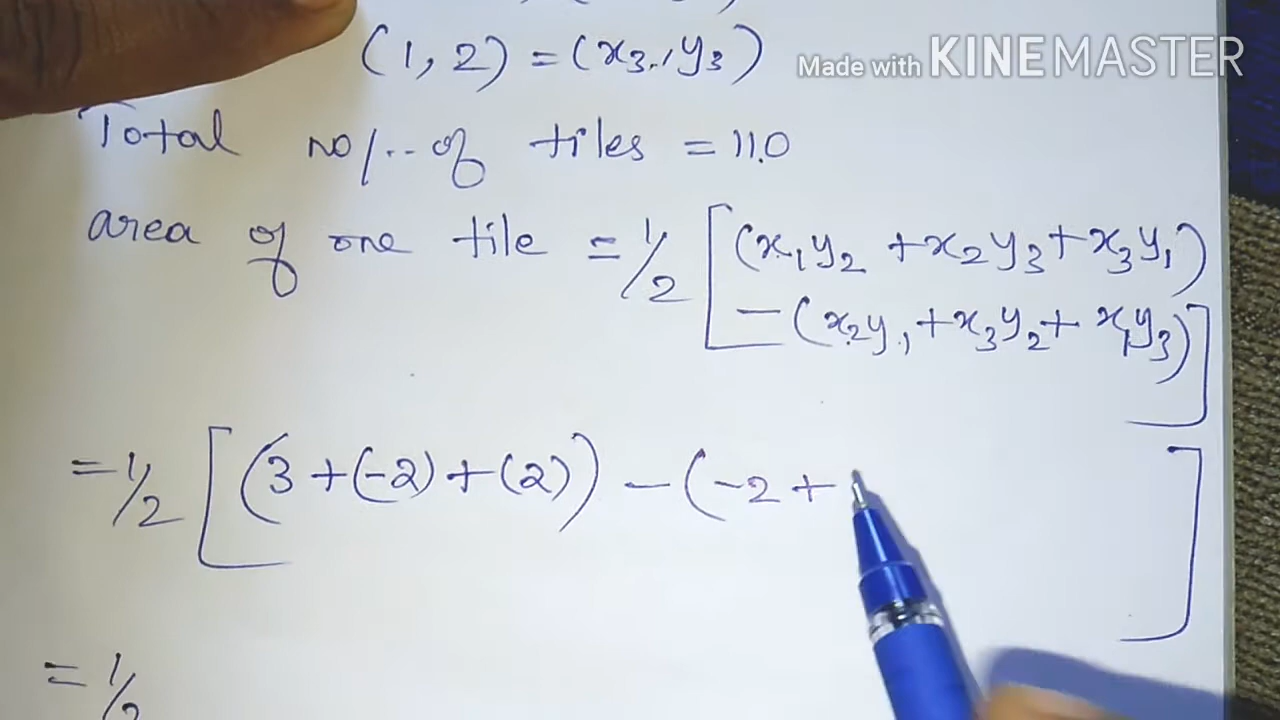 (1, 2) = (x₃, y₃)
Made with KINEMASTER
Total no/.. of tiles = 110
area of one tile = 1/2 [(x₁y₂ + x₂y₃ + x₃y₁)
- (x₂y₁ + x₃y₂ + x₁y₃)]
= 1/2 [(3 + (-2) + (2)) - (-2 + ]
= 1/2